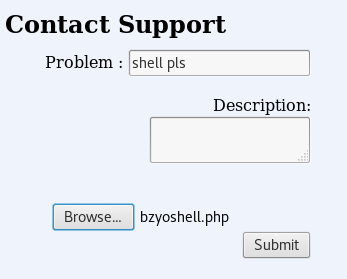 Contact Support
Problem : shell pls
Description:
Browse... bzyoshell.php
Submit